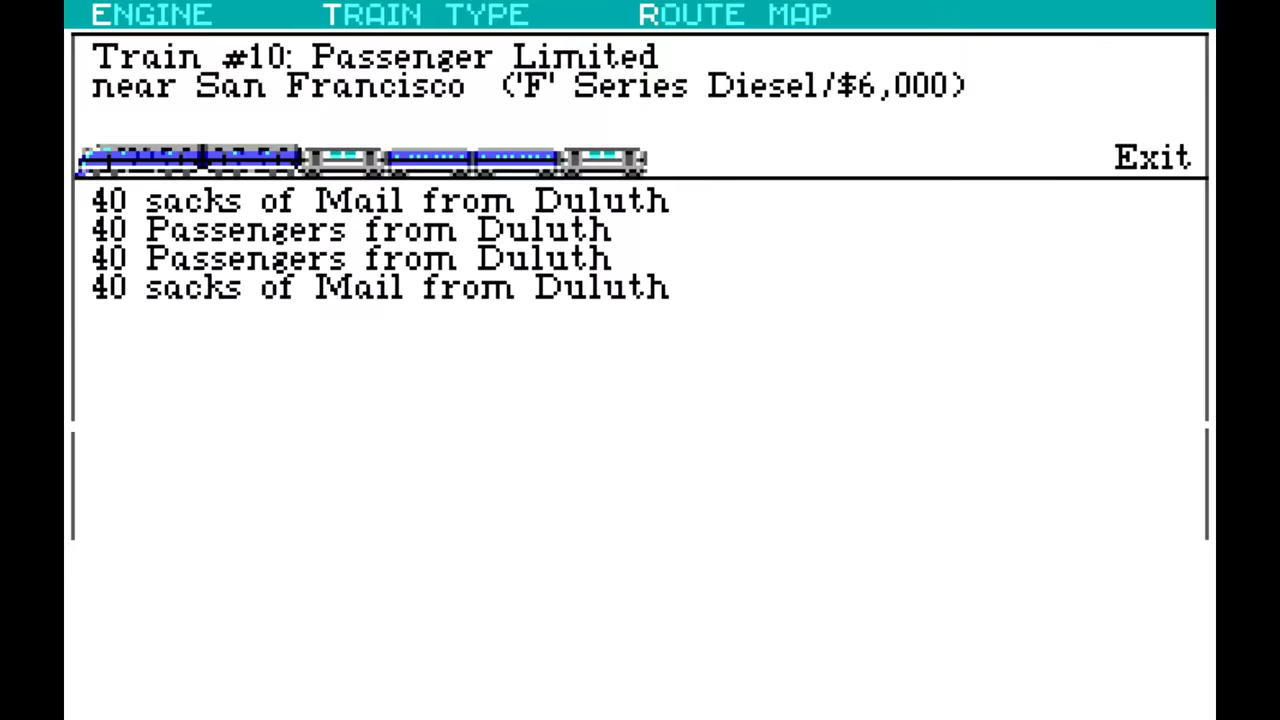 ENGINE TRAIN TYPE ROUTE MAP
Train #10: Passenger Limited
near San Francisco ('F' Series Diesel/$6,000)
Exit
40 sacks of Mail from Duluth
40 Passengers from Duluth
40 Passengers from Duluth
40 sacks of Mail from Duluth